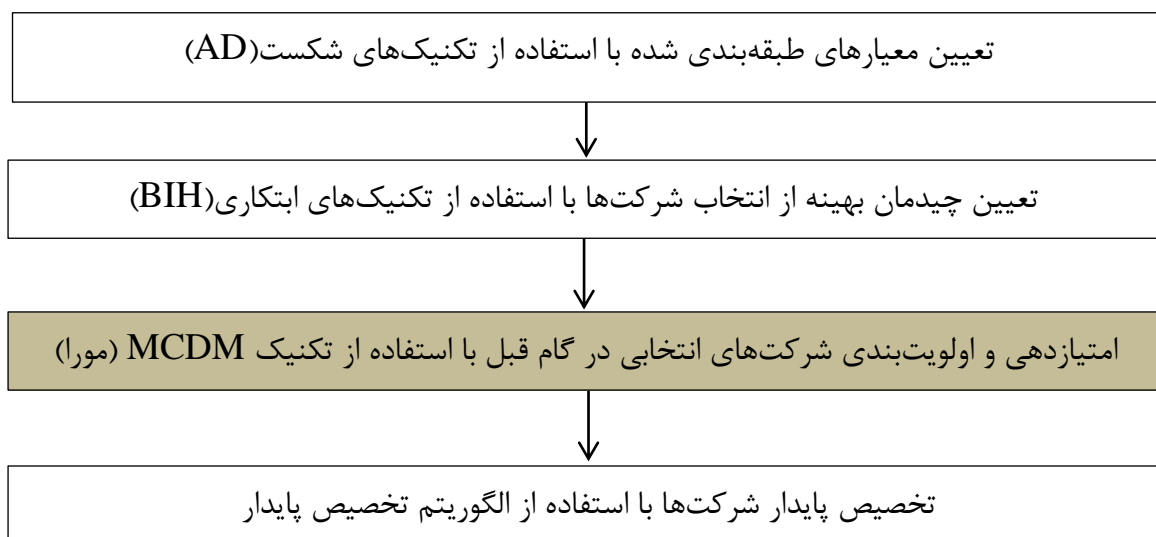 تعیین معیارهای طبقه‌بندی شده با استفاده از تکنیک‌های شکست(AD)
تعیین چیدمان بهینه از انتخاب شرکت‌ها با استفاده از تکنیک‌های ابتکاری(BIH)
امتیازدهی و اولویت‌بندی شرکت‌های انتخابی در گام قبل با استفاده از تکنیک MCDM (مورا)
تخصیص پایدار شرکت‌ها با استفاده از الگوریتم تخصیص پایدار